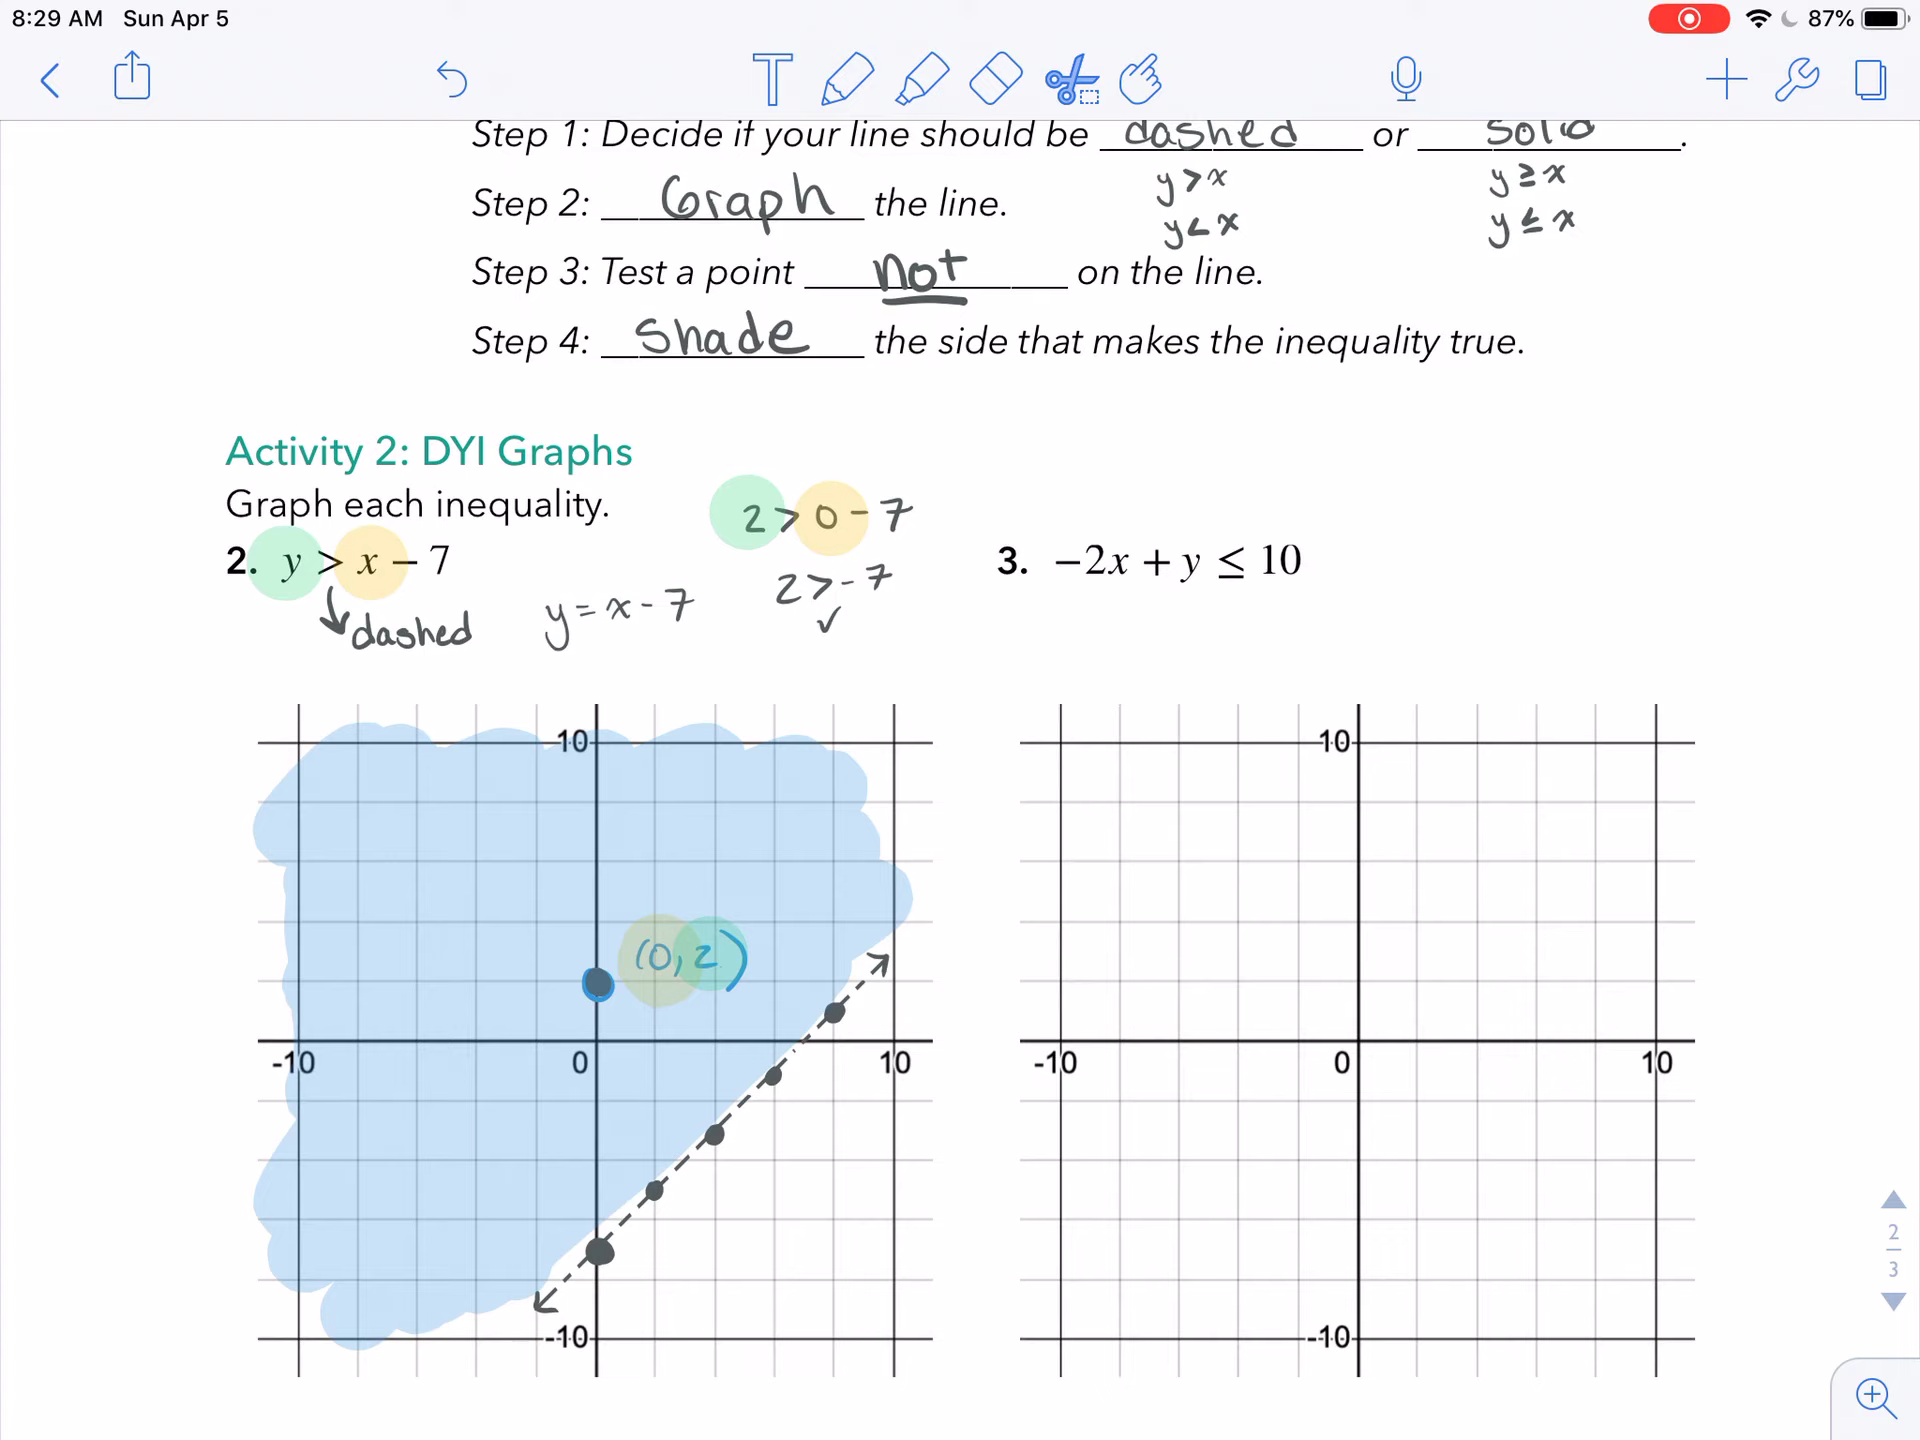 8:29 AM Sun Apr 5 87%
T
Step 1: Decide if your line should be dashed or solid.
y > x y ≥ x
Step 2: Graph the line.
y < x y ≤ x
Step 3: Test a point not on the line.
Step 4: Shade the side that makes the inequality true.
Activity 2: DYI Graphs
Graph each inequality.
2 > 0 - 7
2. y > x – 7
3. −2x + y ≤ 10
2 > - 7
✓
dashed
y = x - 7
10
10
(0, 2)
-10 0 10
-10 0 10
-10
-10
2
3